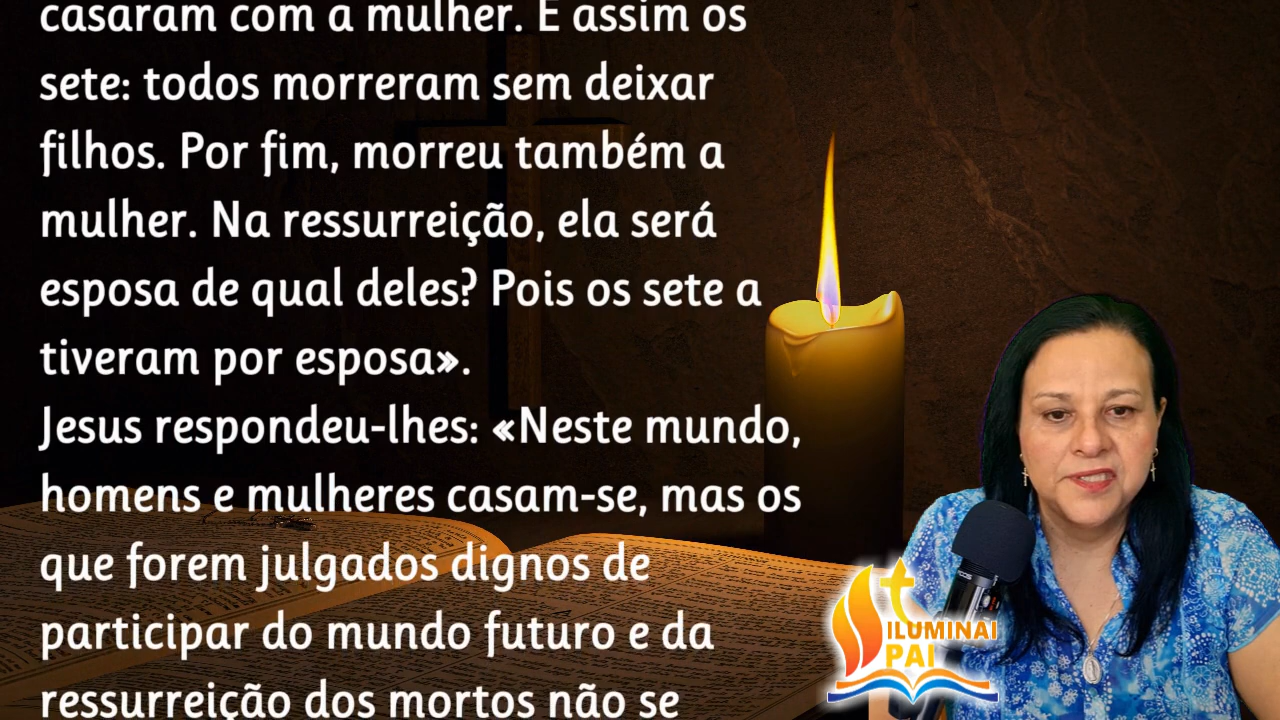 casaram com a mulher. E assim os
sete: todos morreram sem deixar
filhos. Por fim, morreu também a
mulher. Na ressurreição, ela será
esposa de qual deles? Pois os sete a
tiveram por esposa».
Jesus respondeu-lhes: «Neste mundo,
homens e mulheres casam-se, mas os
que forem julgados dignos de
participar do mundo futuro e da
ressurreição dos mortos não se
ILUMINAI
PAI